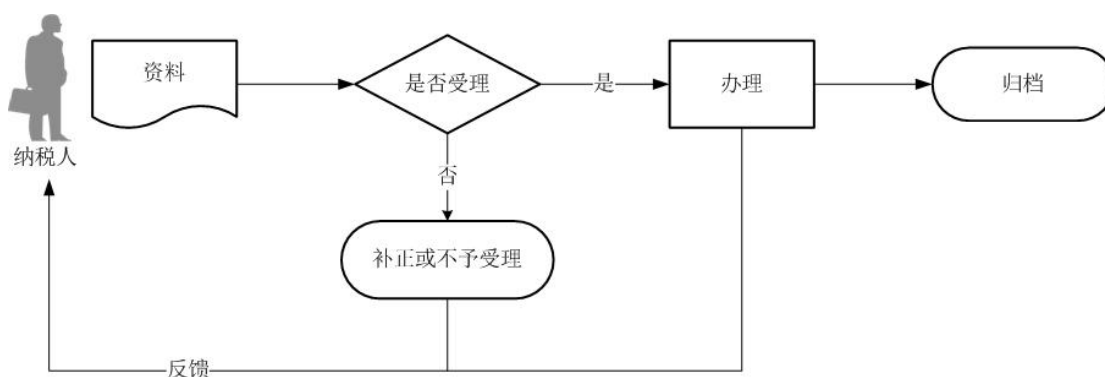 资料
是否受理
是
办理
归档
纳税人
否
补正或不予受理
反馈